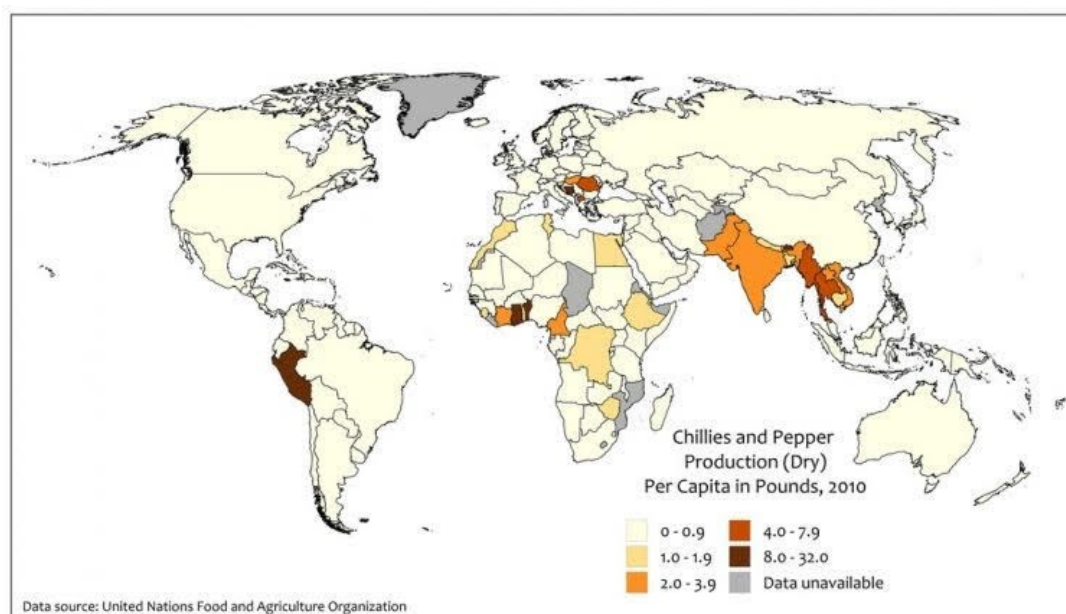 Chillies and Pepper
Production (Dry)
Per Capita in Pounds, 2010
0 - 0.9
1.0 - 1.9
2.0 - 3.9
4.0 - 7.9
8.0 - 32.0
Data unavailable
Data source: United Nations Food and Agriculture Organization